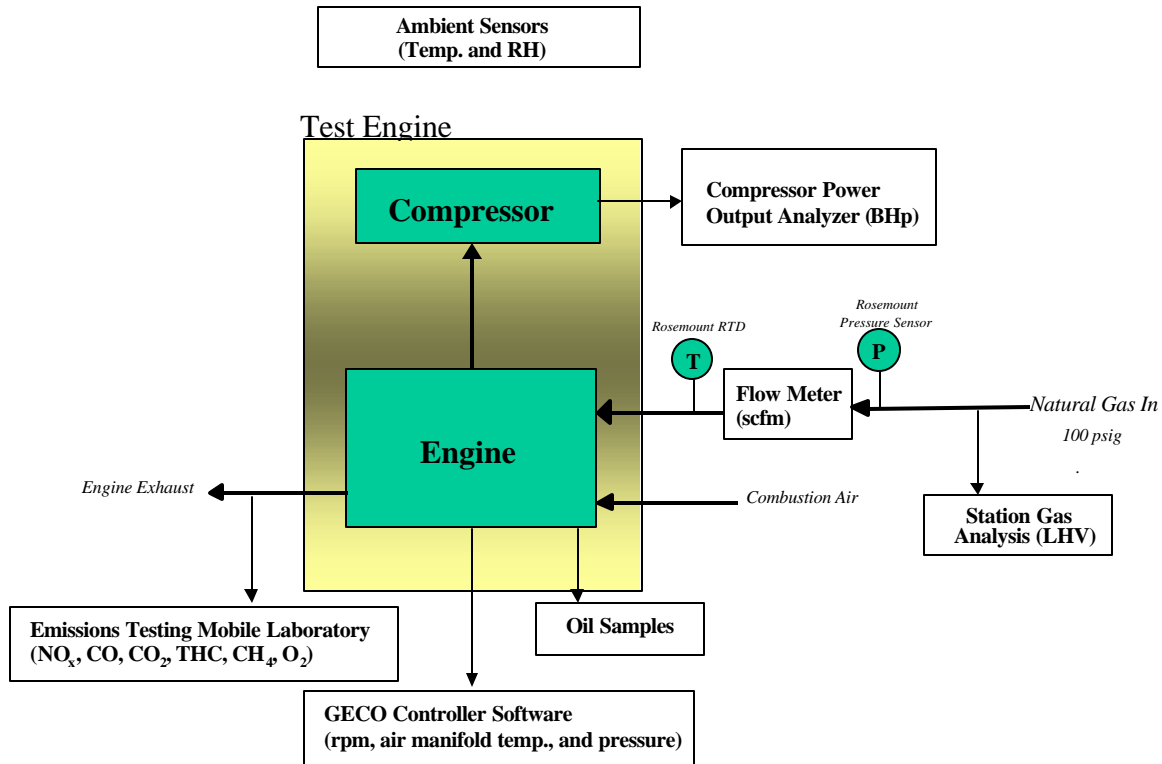 Ambient Sensors
(Temp. and RH)
Test Engine
Compressor
Compressor Power
Output Analyzer (BHp)
Rosemount
Pressure Sensor
Rosemount RTD
T
P
Flow Meter
(scfm)
Natural Gas In
100 psig
.
Engine
Engine Exhaust
Combustion Air
Station Gas
Analysis (LHV)
Emissions Testing Mobile Laboratory
(NOx, CO, CO2, THC, CH4, O2)
Oil Samples
GECO Controller Software
(rpm, air manifold temp., and pressure)